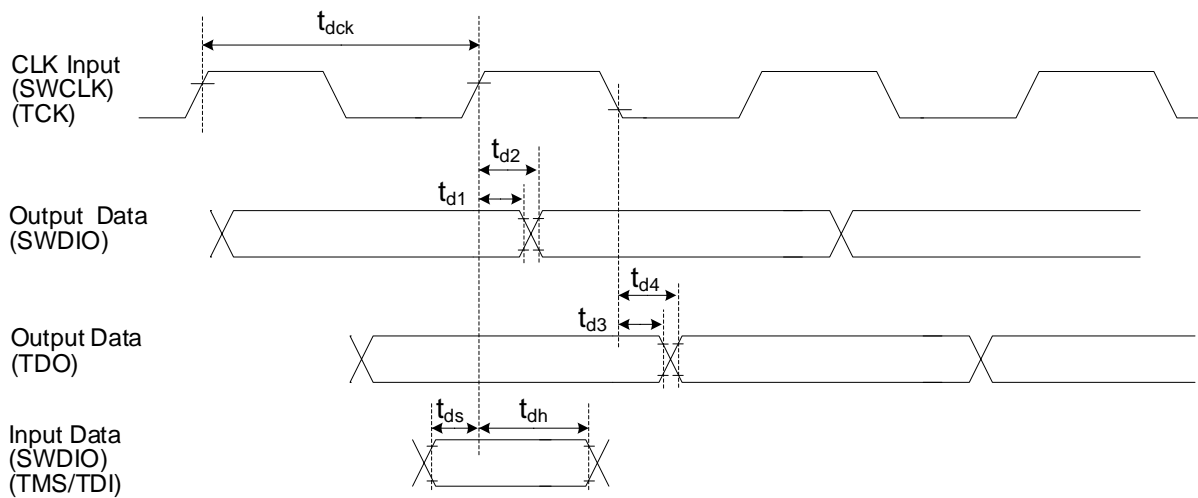 t_dck
CLK Input
(SWCLK)
(TCK)
t_d2
t_d1
Output Data
(SWDIO)
t_d4
t_d3
Output Data
(TDO)
t_ds t_dh
Input Data
(SWDIO)
(TMS/TDI)